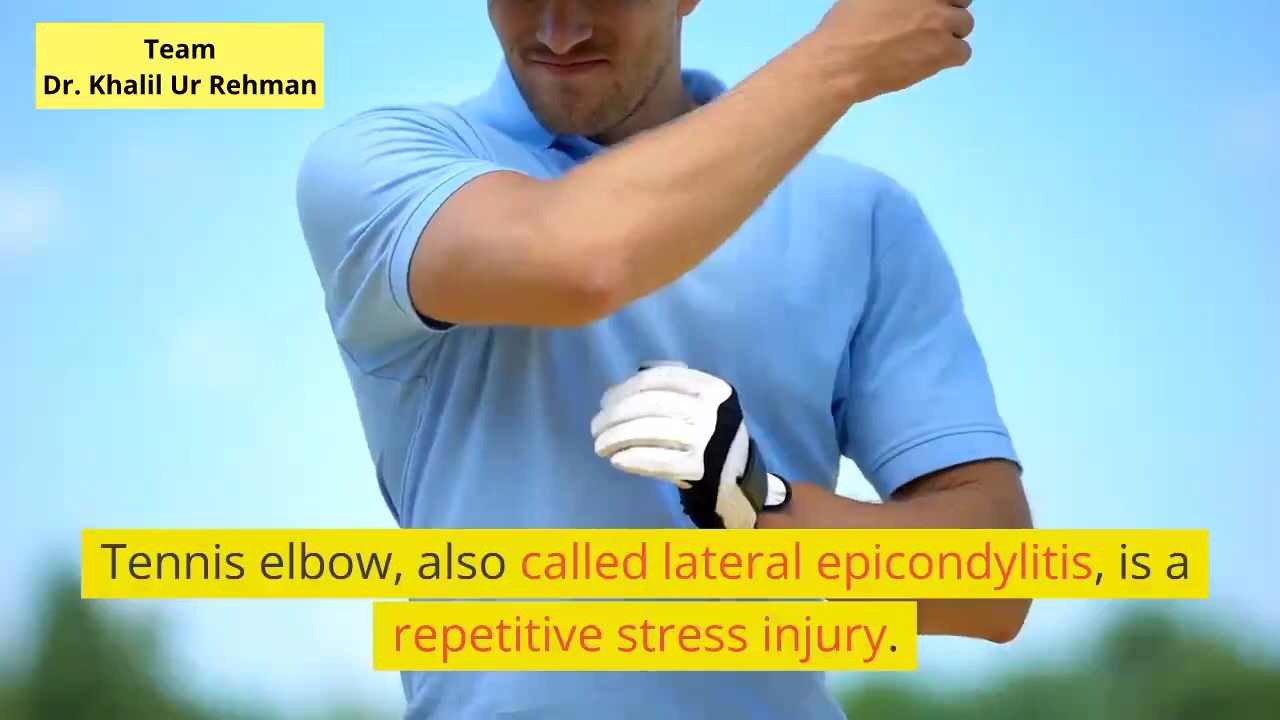 Team
Dr. Khalil Ur Rehman
Tennis elbow, also called lateral epicondylitis, is a
repetitive stress injury.